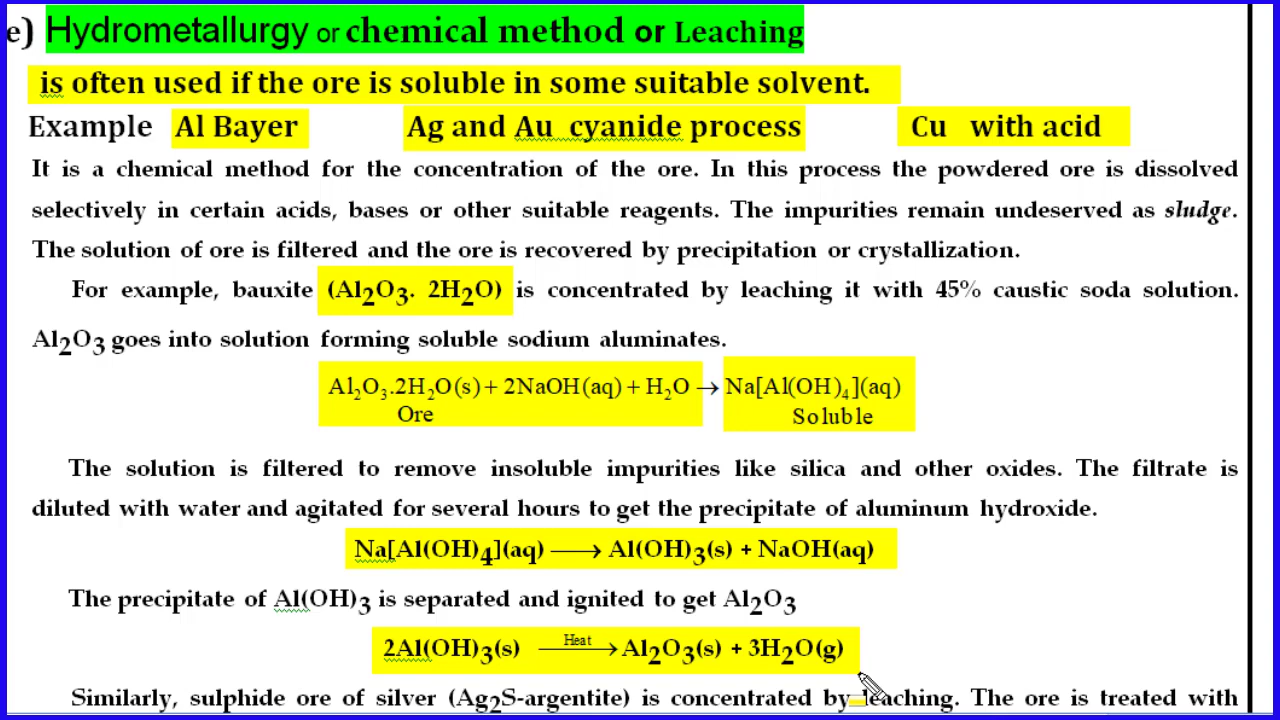 e) Hydrometallurgy or chemical method or Leaching
is often used if the ore is soluble in some suitable solvent.
Example Al Bayer Ag and Au cyanide process Cu with acid
It is a chemical method for the concentration of the ore. In this process the powdered ore is dissolved
selectively in certain acids, bases or other suitable reagents. The impurities remain undeserved as sludge.
The solution of ore is filtered and the ore is recovered by precipitation or crystallization.
For example, bauxite (Al₂O₃. 2H₂O) is concentrated by leaching it with 45% caustic soda solution.
Al₂O₃ goes into solution forming soluble sodium aluminates.
Al₂O₃.2H₂O(s) + 2NaOH(aq) + H₂O → Na[Al(OH)₄](aq)
Ore Soluble
The solution is filtered to remove insoluble impurities like silica and other oxides. The filtrate is
diluted with water and agitated for several hours to get the precipitate of aluminum hydroxide.
Na[Al(OH)₄](aq) ⟶ Al(OH)₃(s) + NaOH(aq)
The precipitate of Al(OH)₃ is separated and ignited to get Al₂O₃
Heat
2Al(OH)₃(s) ⟶ Al₂O₃(s) + 3H₂O(g)
Similarly, sulphide ore of silver (Ag₂S-argentite) is concentrated by leaching. The ore is treated with